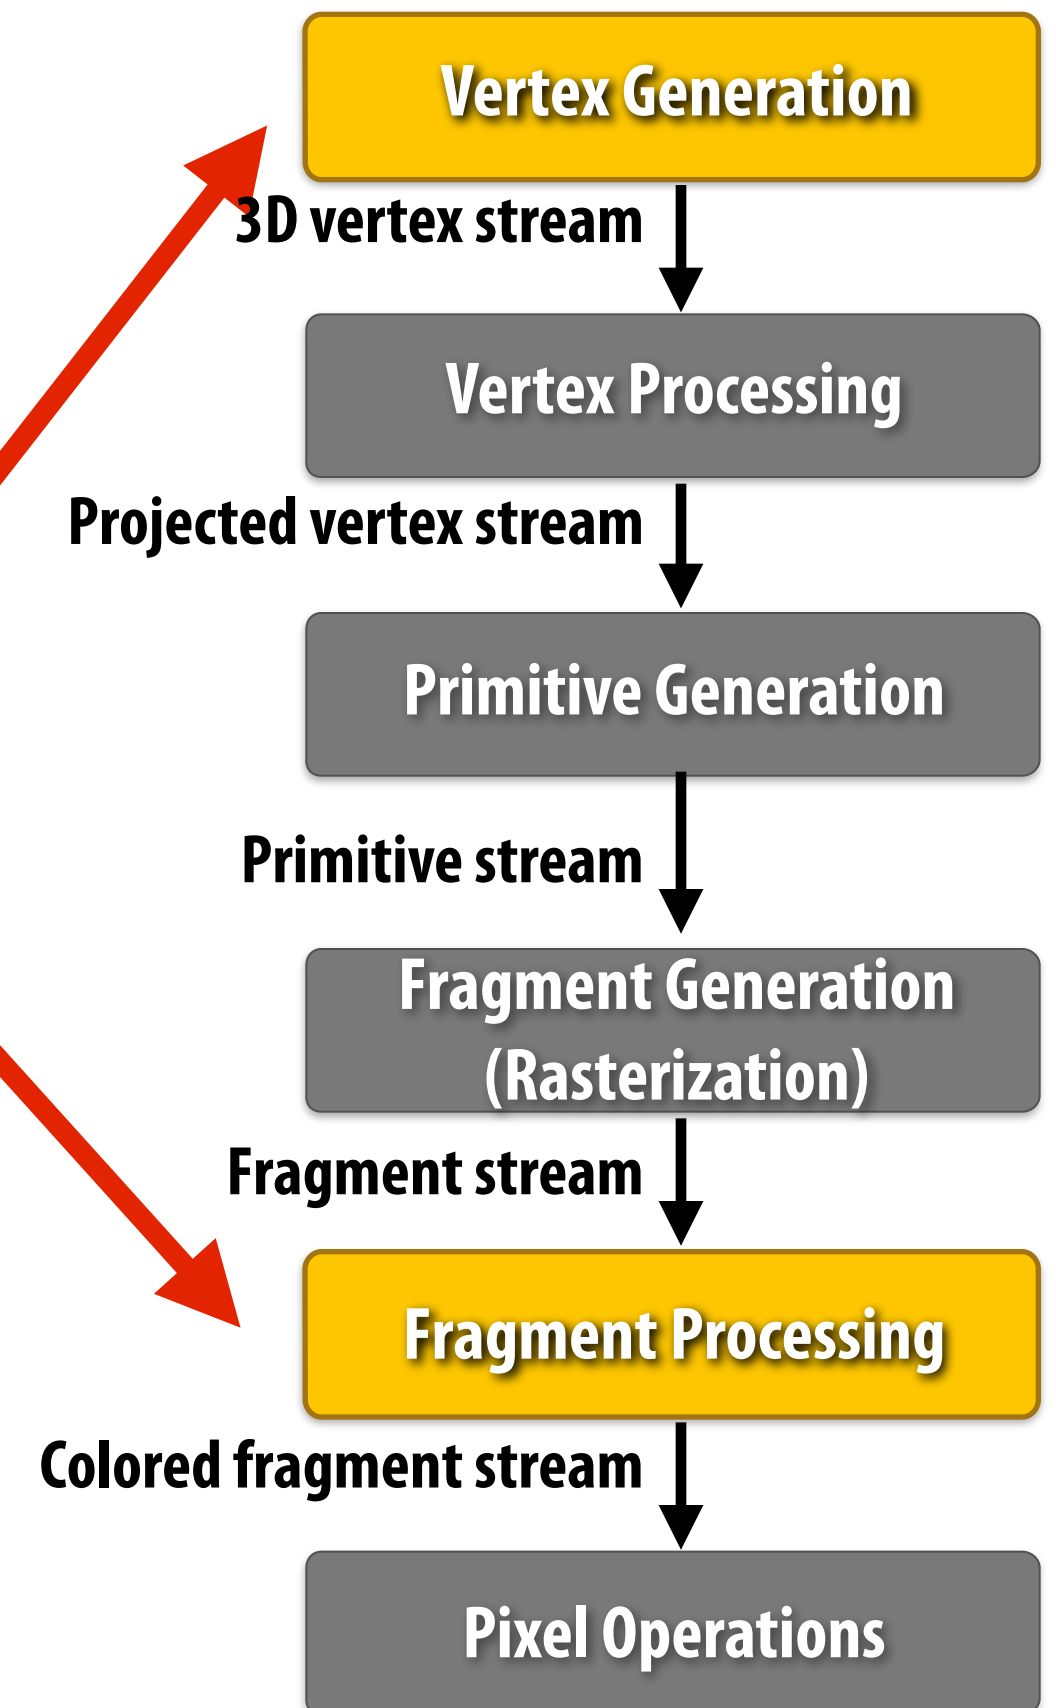 Vertex Generation
3D vertex stream
Vertex Processing
Projected vertex stream
Primitive Generation
Primitive stream
Fragment Generation
(Rasterization)
Fragment stream
Fragment Processing
Colored fragment stream
Pixel Operations